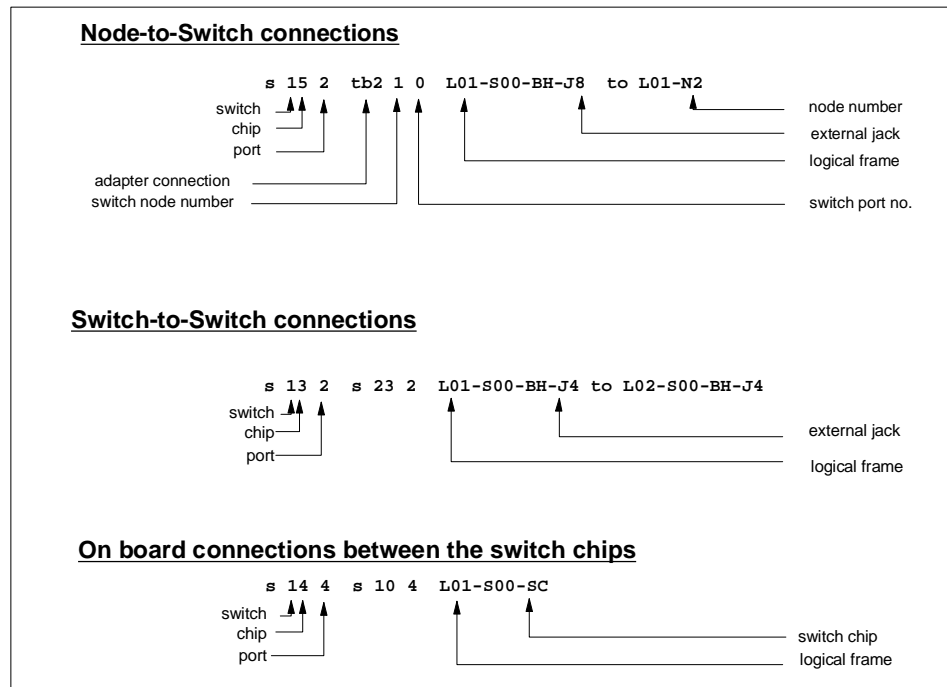 Node-to-Switch connections
s 15 2 tb2 1 0 L01-S00-BH-J8 to L01-N2
switch
chip
port
adapter connection
switch node number
node number
external jack
logical frame
switch port no.
Switch-to-Switch connections
s 13 2 s 23 2 L01-S00-BH-J4 to L02-S00-BH-J4
switch
chip
port
external jack
logical frame
On board connections between the switch chips
s 14 4 s 10 4 L01-S00-SC
switch
chip
port
switch chip
logical frame